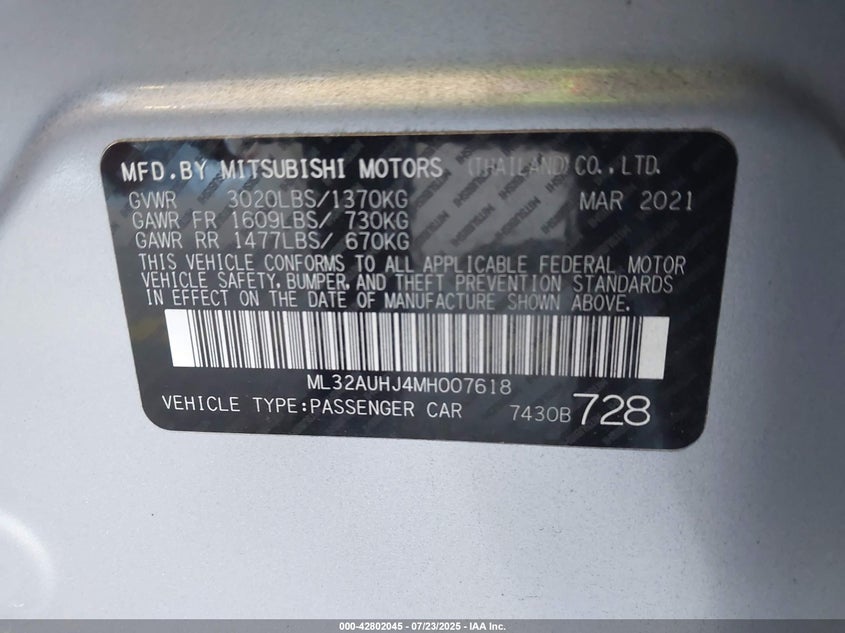 MFD.BY MITSUBISHI MOTORS (THAILAND)CO.,LTD.
GVWR 3020LBS/1370KG MAR 2021
GAWR FR 1609LBS/ 730KG
GAWR RR 1477LBS/ 670KG
THIS VEHICLE CONFORMS TO ALL APPLICABLE FEDERAL MOTOR
VEHICLE SAFETY, BUMPER, AND THEFT PREVENTION STANDARDS
IN EFFECT ON THE DATE OF MANUFACTURE SHOWN ABOVE.
ML32AUHJ4MH007618
VEHICLE TYPE:PASSENGER CAR 7430B 728
000-42802045 - 07/23/2025 - IAA Inc.